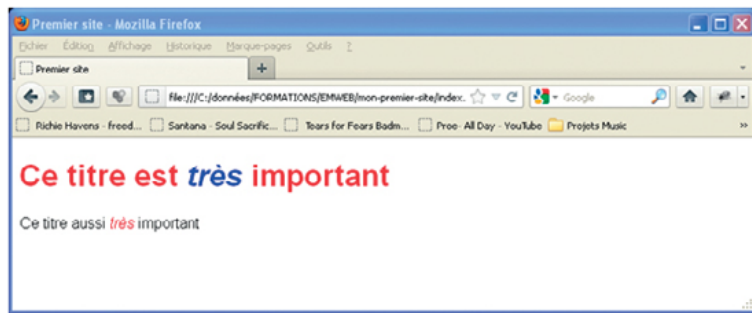 Premier site - Mozilla Firefox
Fichier Édition Affichage Historique Marque-pages Outils ?
Premier site +
file:///C:/données/FORMATIONS/EMWEB/mon-premier-site/index. Google
Richie Havens - freed... Santana - Soul Sacrific... Tears for Fears Badm... Proe- All Day - YouTube Projets Music »
Ce titre est très important
Ce titre aussi très important